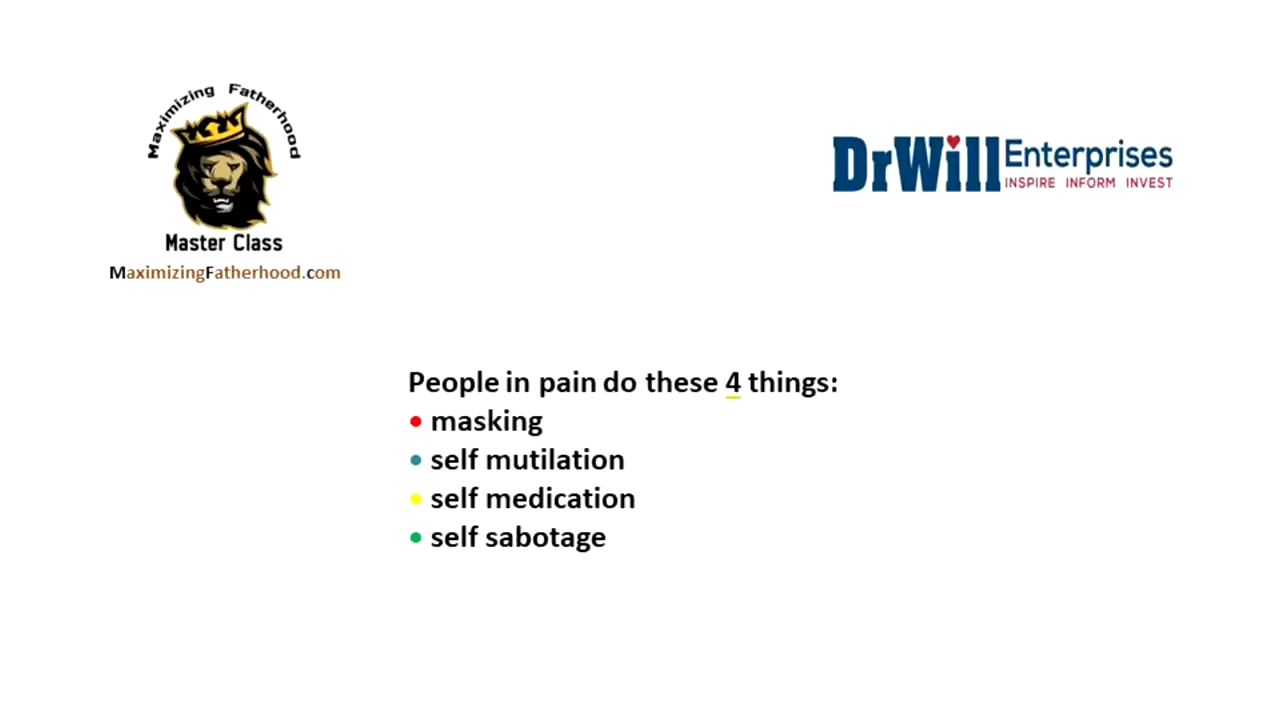 Maximizing Fatherhood
Master Class
MaximizingFatherhood.com
DrWill Enterprises
INSPIRE INFORM INVEST
People in pain do these 4 things:
• masking
• self mutilation
• self medication
• self sabotage